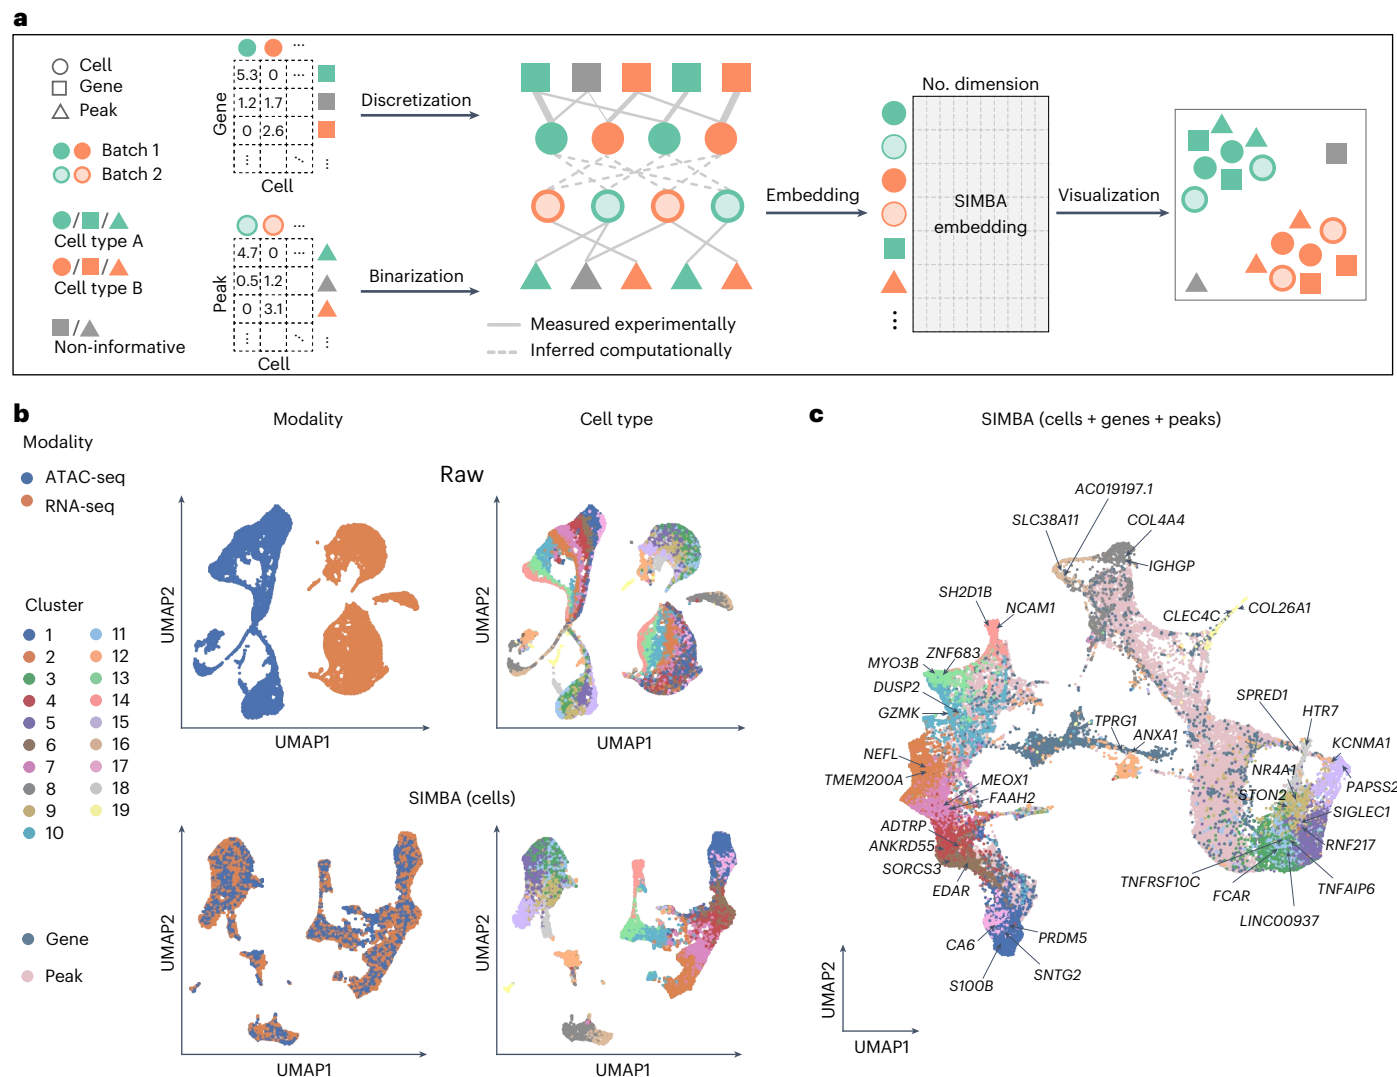 a
Cell
Gene
Peak
Batch 1
Batch 2
Cell type A
Cell type B
Non-informative
Gene
5.3 0 ...
1.2 1.7
0 2.6
Cell
Peak
4.7 0 ...
0.5 1.2
0 3.1
Cell
Discretization
Binarization
Measured experimentally
Inferred computationally
Embedding
No. dimension
SIMBA
embedding
Visualization
b
Modality
ATAC-seq
RNA-seq
Cluster
1
2
3
4
5
6
7
8
9
10
11
12
13
14
15
16
17
18
19
Gene
Peak
Modality
Cell type
Raw
UMAP2
UMAP1
UMAP2
UMAP1
SIMBA (cells)
UMAP2
UMAP1
UMAP2
UMAP1
c
SIMBA (cells + genes + peaks)
AC019197.1
SLC38A11
COL4A4
IGHGP
SH2D1B
NCAM1
CLEC4C
COL26A1
ZNF683
MYO3B
DUSP2
GZMK
SPRED1
HTR7
TPRG1
ANXA1
KCNMA1
NEFL
TMEM200A
NR4A1
MEOX1
PAPSS2
FAAH2
STON2
SIGLEC1
ADTRP
ANKRD55
RNF217
SORCS3
EDAR
TNFRSF10C
FCAR
TNFAIP6
LINC00937
CA6
PRDM5
SNTG2
S100B
UMAP2
UMAP1